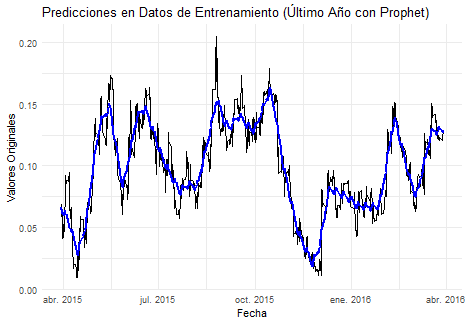 Predicciones en Datos de Entrenamiento (Último Año con Prophet)
Valores Originales
0.20
0.15
0.10
0.05
0.00
abr. 2015
jul. 2015
oct. 2015
ene. 2016
abr. 2016
Fecha